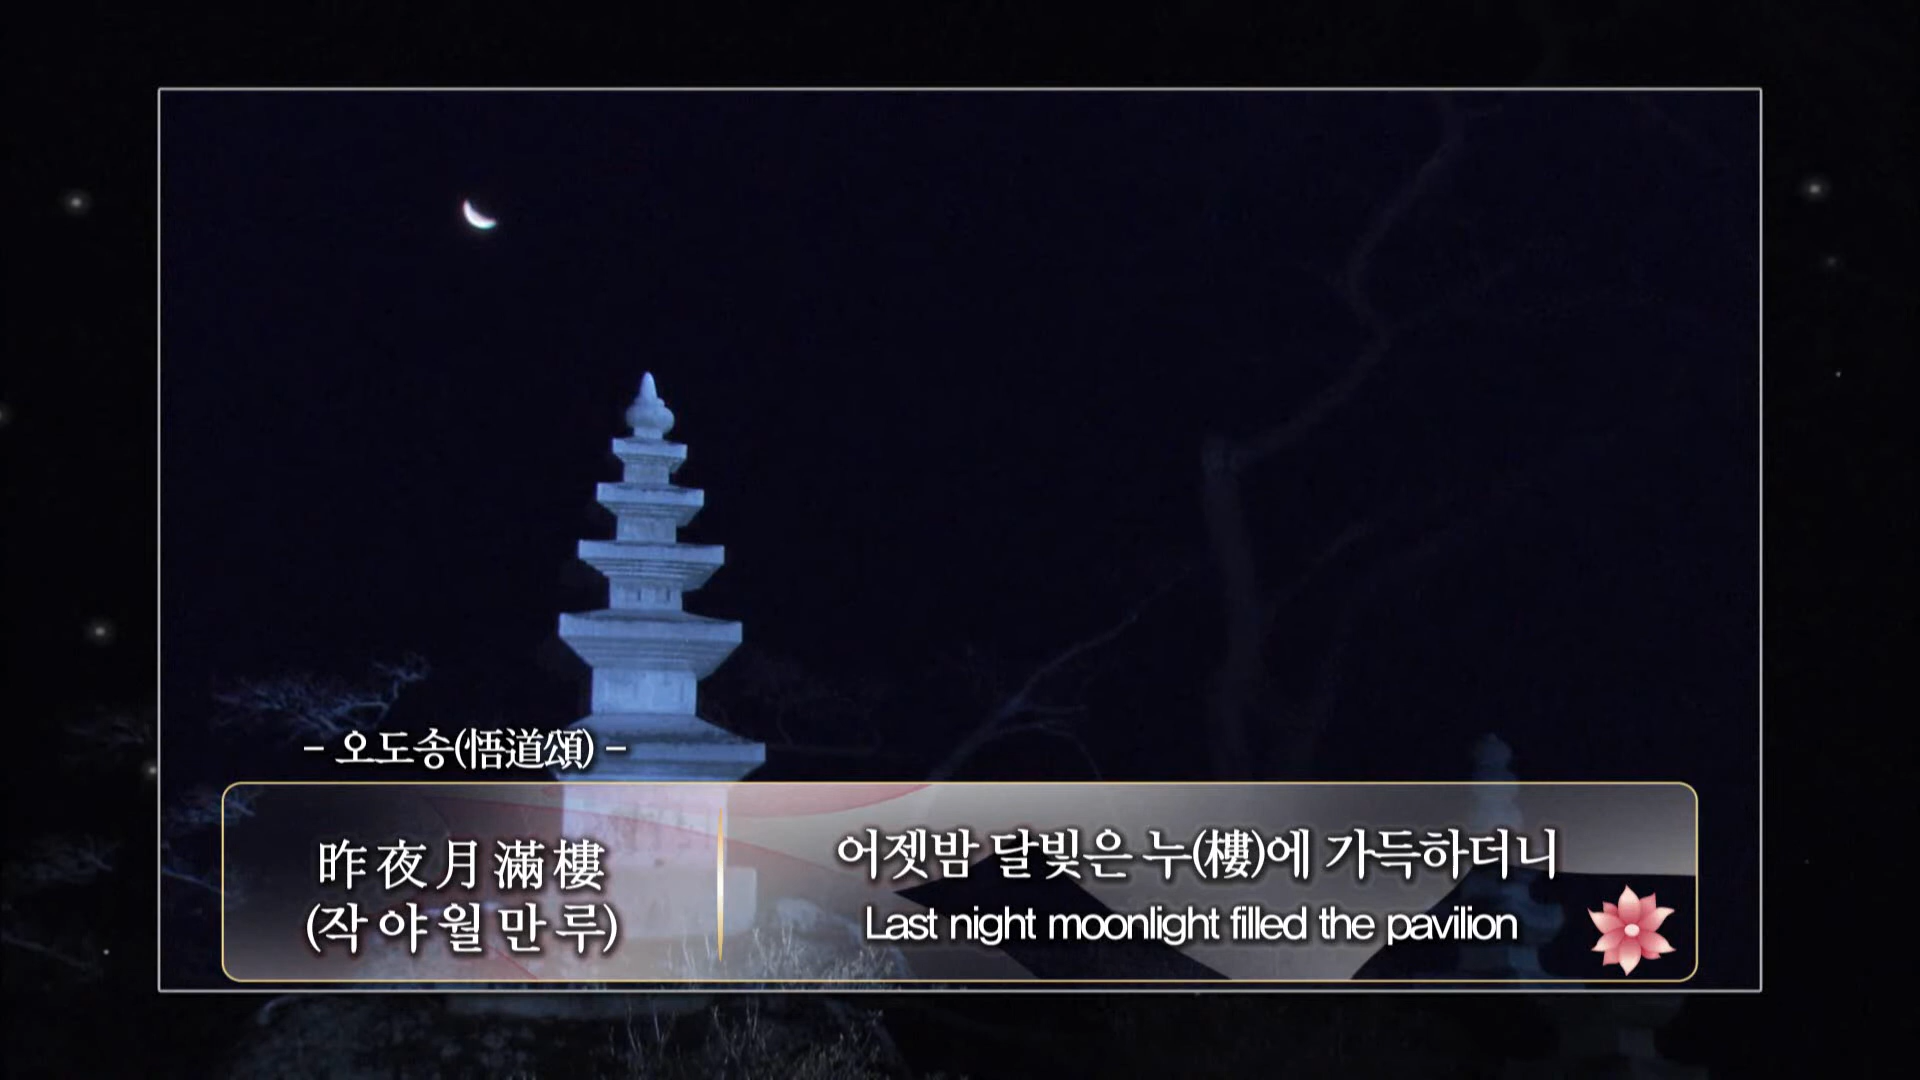 - 오도송(悟道頌) -
昨夜月滿樓
(작야월만루)
어젯밤 달빛은 누(樓)에 가득하더니
Last night moonlight filled the pavilion